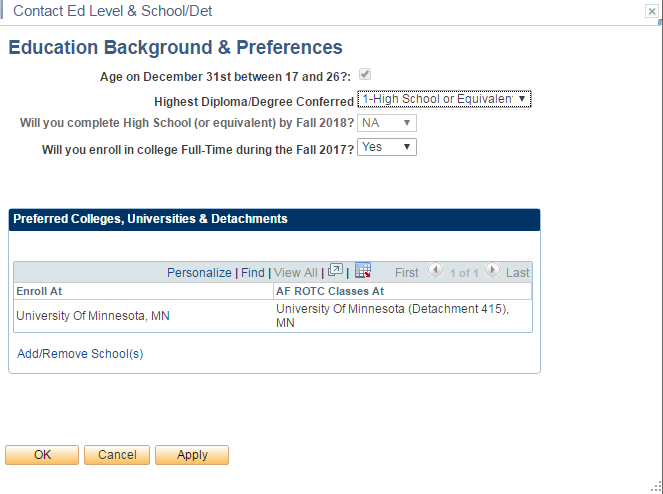 Contact Ed Level & School/Det
Education Background & Preferences
Age on December 31st between 17 and 26?:
Highest Diploma/Degree Conferred 1-High School or Equivalen
Will you complete High School (or equivalent) by Fall 2018? NA
Will you enroll in college Full-Time during the Fall 2017? Yes
Preferred Colleges, Universities & Detachments
Personalize | Find | View All | | First 1 of 1 Last
Enroll At AF ROTC Classes At
University Of Minnesota, MN University Of Minnesota (Detachment 415),
MN
Add/Remove School(s)
OK Cancel Apply